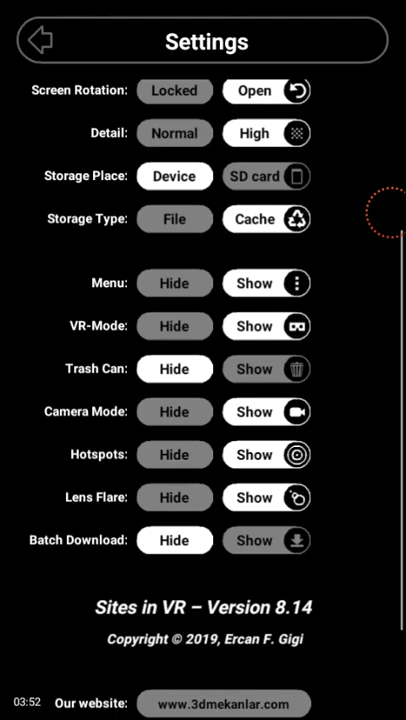 Settings
Screen Rotation: Locked Open
Detail: Normal High
Storage Place: Device SD card
Storage Type: File Cache
Menu: Hide Show
VR-Mode: Hide Show
Trash Can: Hide Show
Camera Mode: Hide Show
Hotspots: Hide Show
Lens Flare: Hide Show
Batch Download: Hide Show
Sites in VR – Version 8.14
Copyright © 2019, Ercan F. Gigi
03:52 Our website: www.3dmekanlar.com